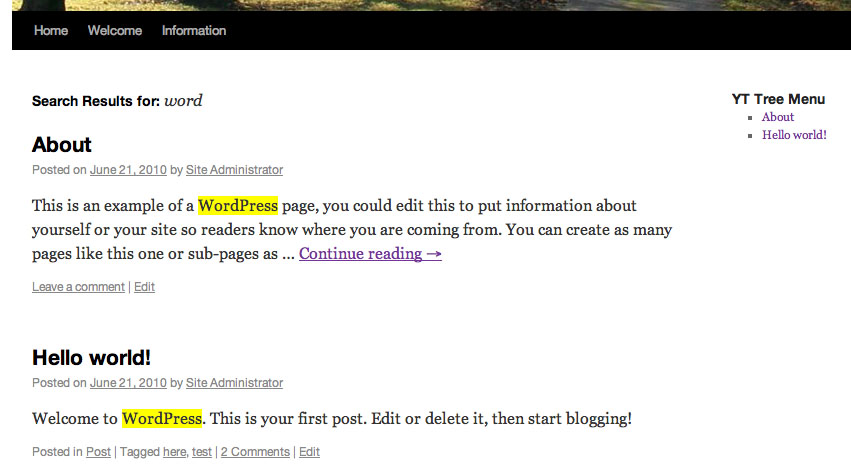 Home Welcome Information
Search Results for: word
About
Posted on June 21, 2010 by Site Administrator
This is an example of a WordPress page, you could edit this to put information about
yourself or your site so readers know where you are coming from. You can create as many
pages like this one or sub-pages as ... Continue reading →
Leave a comment | Edit
Hello world!
Posted on June 21, 2010 by Site Administrator
Welcome to WordPress. This is your first post. Edit or delete it, then start blogging!
Posted in Post | Tagged here, test | 2 Comments | Edit
YT Tree Menu
About
Hello world!